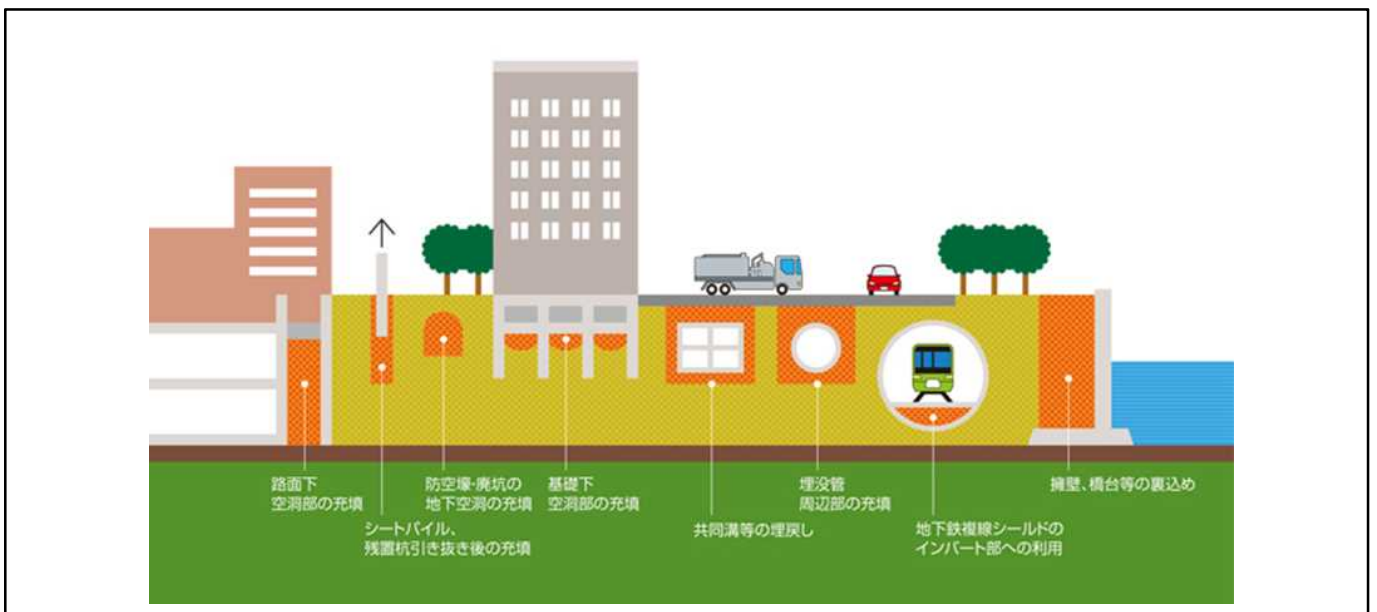 路面下
空洞部の充填
シートパイル、
残置杭引き抜き後の充填
防空壕・廃坑の
地下空洞の充填
基礎下
空洞部の充填
共同溝等の埋戻し
埋没管
周辺部の充填
地下鉄複線シールドの
インバート部への利用
擁壁、橋台等の裏込め